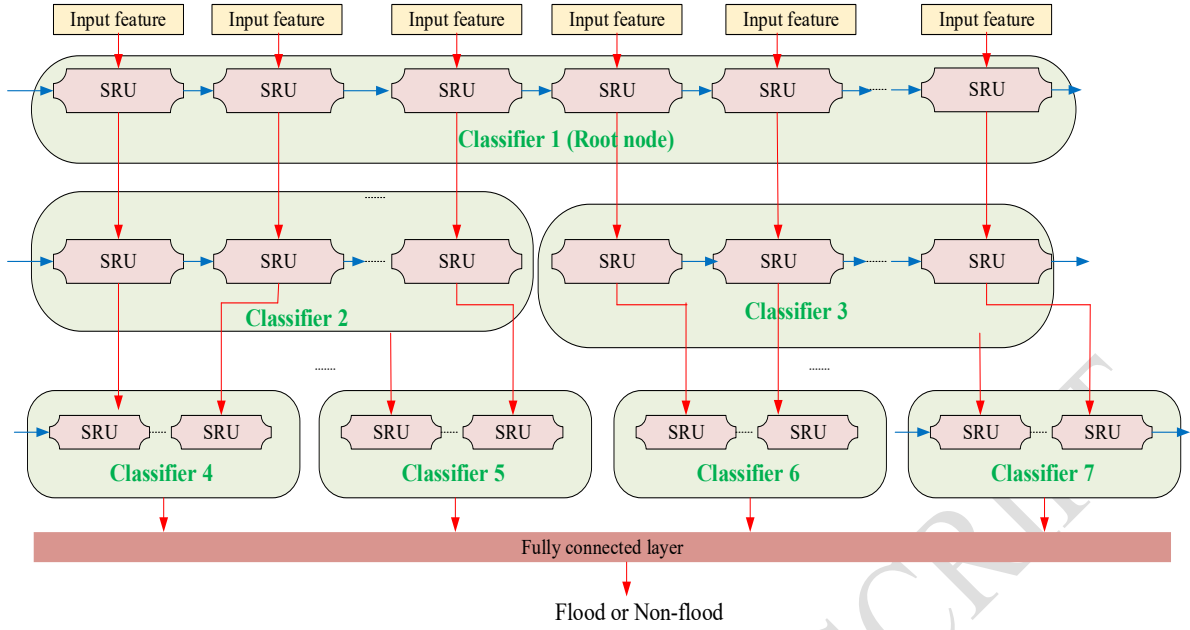 Input feature Input feature Input feature Input feature Input feature Input feature
SRU SRU SRU SRU SRU SRU
Classifier 1 (Root node)
SRU SRU SRU SRU SRU SRU
Classifier 2 Classifier 3
SRU SRU SRU SRU SRU SRU SRU SRU
Classifier 4 Classifier 5 Classifier 6 Classifier 7
Fully connected layer
Flood or Non-flood